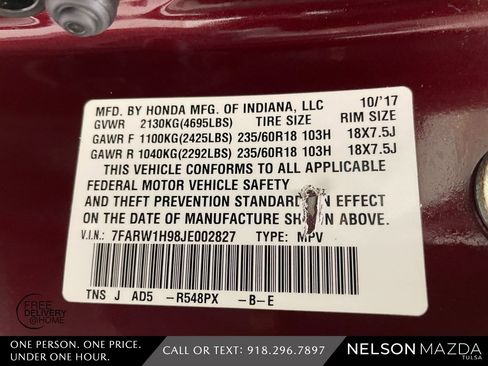 MFD. BY HONDA MFG. OF INDIANA, LLC 10/'17
GVWR 2130KG(4695LBS) TIRE SIZE RIM SIZE
GAWR F 1100KG(2425LBS) 235/60R18 103H 18X7.5J
GAWR R 1040KG(2292LBS) 235/60R18 103H 18X7.5J
THIS VEHICLE CONFORMS TO ALL APPLICABLE
FEDERAL MOTOR VEHICLE SAFETY
AND THEFT PREVENTION STANDARD IN EFFECT
ON THE DATE OF MANUFACTURE SHOWN ABOVE.
V.I.N. 7FARW1H98JE002827 TYPE: MPV
TNS J AD5 -R548PX -B-E
FREE
DELIVERY
@HOME
ONE PERSON. ONE PRICE.
UNDER ONE HOUR.
CALL OR TEXT: 918.296.7897
NELSON MAZDA
TULSA